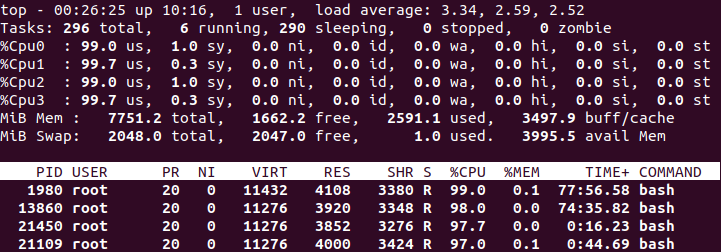 top - 00:26:25 up 10:16,  1 user,  load average: 3.34, 2.59, 2.52
Tasks: 296 total,   6 running, 290 sleeping,   0 stopped,   0 zombie
%Cpu0  : 99.0 us,  1.0 sy,  0.0 ni,  0.0 id,  0.0 wa,  0.0 hi,  0.0 si,  0.0 st
%Cpu1  : 99.7 us,  0.3 sy,  0.0 ni,  0.0 id,  0.0 wa,  0.0 hi,  0.0 si,  0.0 st
%Cpu2  : 99.0 us,  1.0 sy,  0.0 ni,  0.0 id,  0.0 wa,  0.0 hi,  0.0 si,  0.0 st
%Cpu3  : 99.7 us,  0.3 sy,  0.0 ni,  0.0 id,  0.0 wa,  0.0 hi,  0.0 si,  0.0 st
MiB Mem :   7751.2 total,   1662.2 free,   2591.1 used,   3497.9 buff/cache
MiB Swap:   2048.0 total,   2047.0 free,      1.0 used.   3995.5 avail Mem
PID USER      PR  NI    VIRT    RES    SHR S  %CPU  %MEM     TIME+ COMMAND
1980 root      20   0   11432   4108   3380 R  99.0   0.1  77:56.58 bash
13860 root      20   0   11276   3920   3348 R  98.0   0.0  74:35.82 bash
21450 root      20   0   11276   3852   3276 R  97.7   0.0   0:16.23 bash
21109 root      20   0   11276   4000   3424 R  97.0   0.1   0:44.69 bash